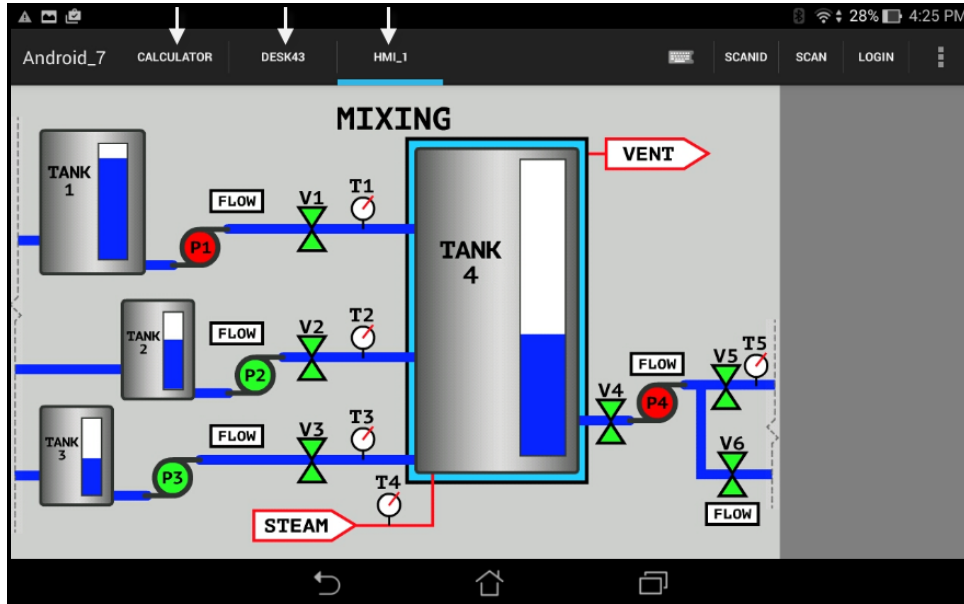 28% 4:25 PM
Android_7 CALCULATOR DESK43 HMI_1 SCANID SCAN LOGIN
MIXING
VENT
TANK
1
FLOW
V1
T1
P1
TANK
4
TANK
2
FLOW
V2
T2
P2
FLOW
V4
P4
V5
T5
TANK
3
FLOW
V3
T3
P3
V6
FLOW
T4
STEAM